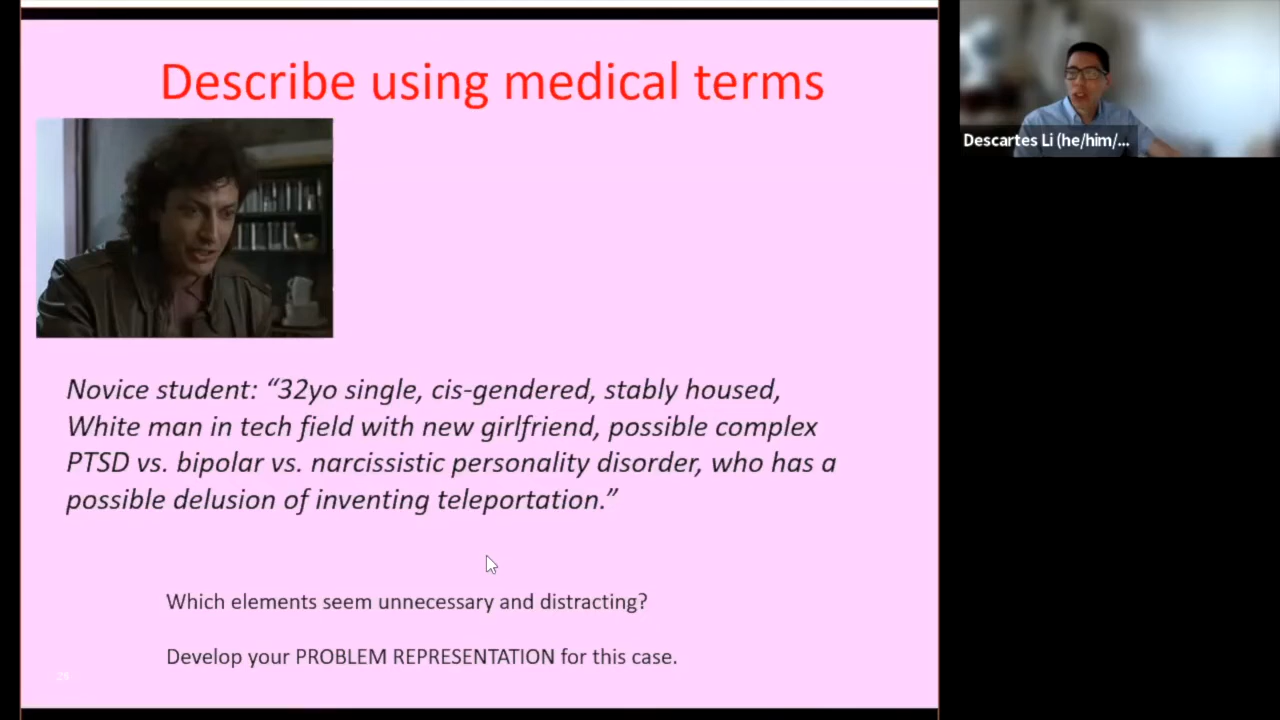 Describe using medical terms
Descartes Li (he/him/...
Novice student: “32yo single, cis-gendered, stably housed,
White man in tech field with new girlfriend, possible complex
PTSD vs. bipolar vs. narcissistic personality disorder, who has a
possible delusion of inventing teleportation.”
Which elements seem unnecessary and distracting?
Develop your PROBLEM REPRESENTATION for this case.